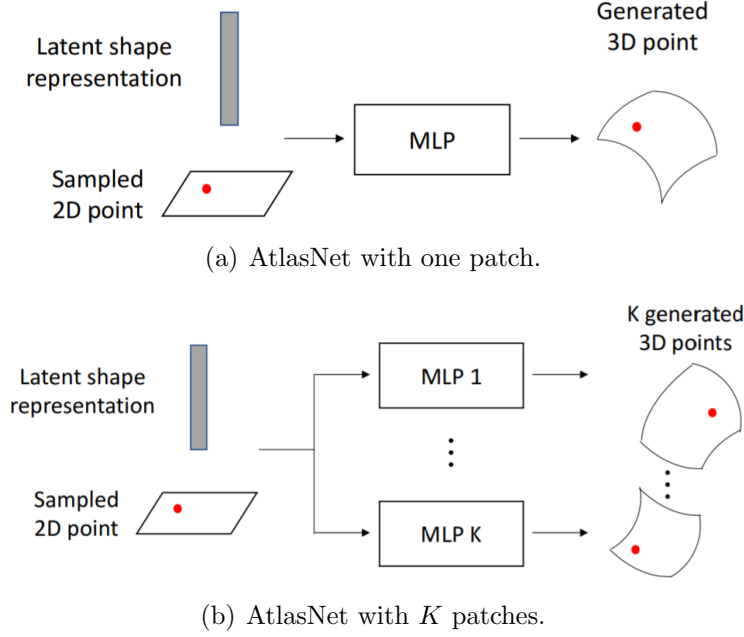 Generated
3D point
Latent shape
representation
MLP
Sampled
2D point
(a) AtlasNet with one patch.
K generated
3D points
Latent shape
representation
MLP 1
Sampled
2D point
MLP K
(b) AtlasNet with K patches.